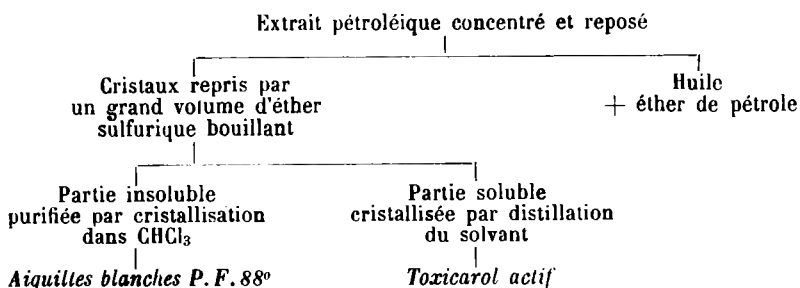 Extrait pétroléique concentré et reposé
Cristaux repris par
un grand volume d'éther
sulfurique bouillant
Huile
+ éther de pétrole
Partie insoluble
purifiée par cristallisation
dans CHCl₃
Partie soluble
cristallisée par distillation
du solvant
Aiguilles blanches P. F. 88°
Toxicarol actif